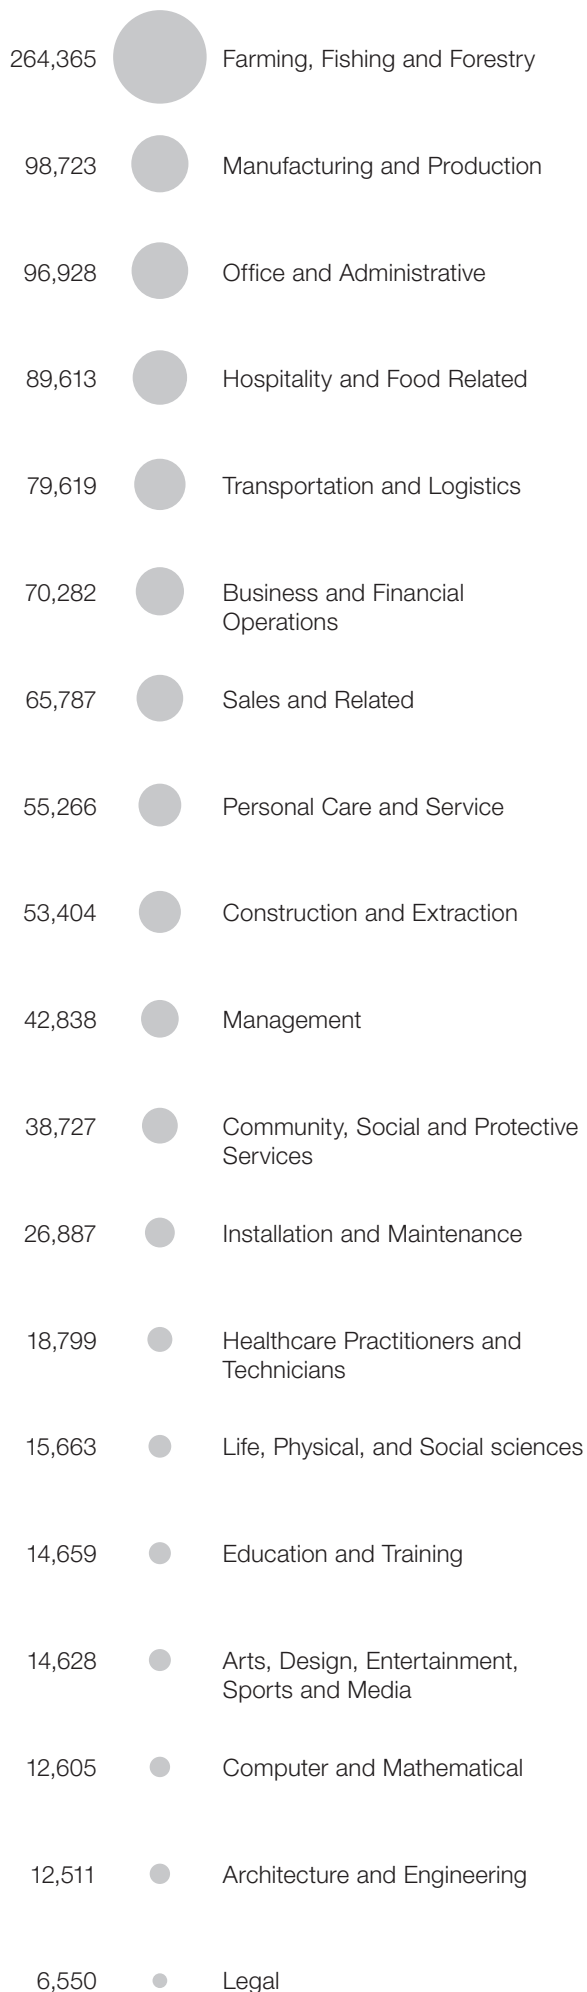 264,365 Farming, Fishing and Forestry
98,723 Manufacturing and Production
96,928 Office and Administrative
89,613 Hospitality and Food Related
79,619 Transportation and Logistics
70,282 Business and Financial
Operations
65,787 Sales and Related
55,266 Personal Care and Service
53,404 Construction and Extraction
42,838 Management
38,727 Community, Social and Protective
Services
26,887 Installation and Maintenance
18,799 Healthcare Practitioners and
Technicians
15,663 Life, Physical, and Social sciences
14,659 Education and Training
14,628 Arts, Design, Entertainment,
Sports and Media
12,605 Computer and Mathematical
12,511 Architecture and Engineering
6,550 Legal